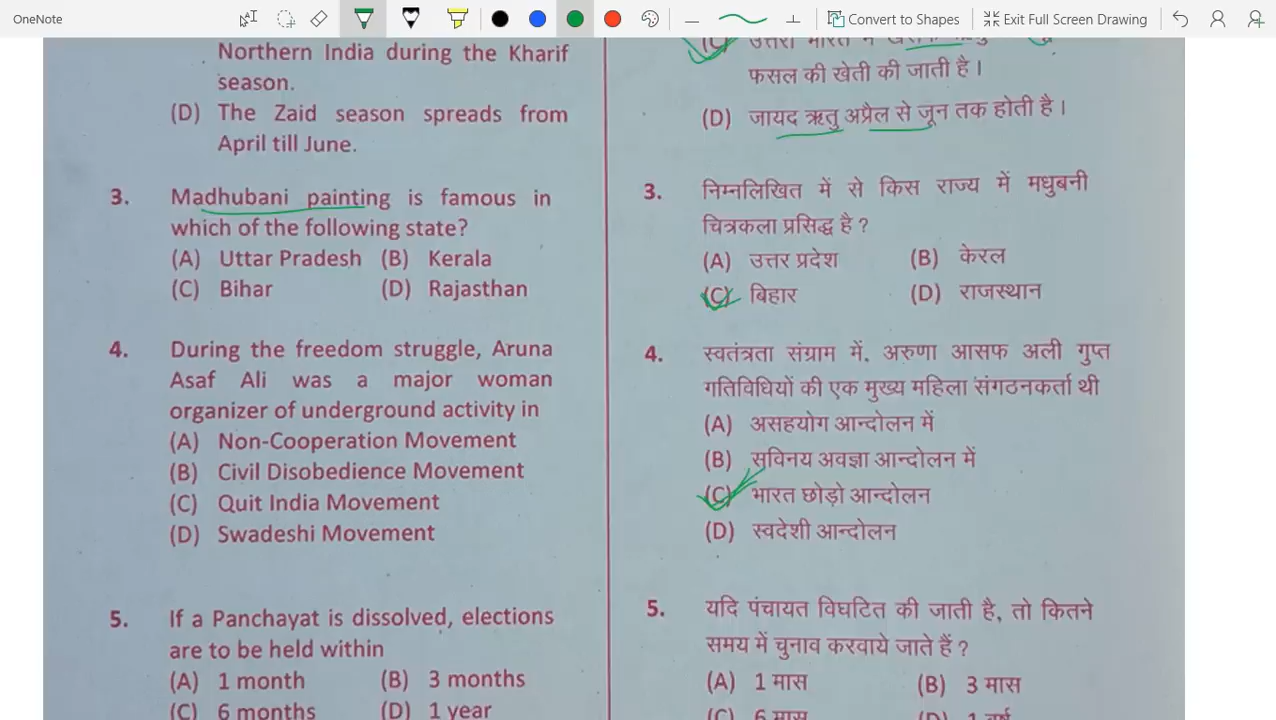 OneNote
Convert to Shapes
Exit Full Screen Drawing
Northern India during the Kharif
season.
(D) The Zaid season spreads from
April till June.
3. Madhubani painting is famous in
which of the following state?
(A) Uttar Pradesh (B) Kerala
(C) Bihar (D) Rajasthan
4. During the freedom struggle, Aruna
Asaf Ali was a major woman
organizer of underground activity in
(A) Non-Cooperation Movement
(B) Civil Disobedience Movement
(C) Quit India Movement
(D) Swadeshi Movement
5. If a Panchayat is dissolved, elections
are to be held within
(A) 1 month (B) 3 months
(C) 6 months (D) 1 year
(C) उत्तरी भारत में
फसल की खेती की जाती है।
(D) जायद ऋतु अप्रैल से जून तक होती है।
3. निम्नलिखित में से किस राज्य में मधुबनी
चित्रकला प्रसिद्ध है ?
(A) उत्तर प्रदेश (B) केरल
(C) बिहार (D) राजस्थान
4. स्वतंत्रता संग्राम में. अरुणा आसफ अली गुप्त
गतिविधियों की एक मुख्य महिला संगठनकर्ता थी
(A) असहयोग आन्दोलन में
(B) सविनय अवज्ञा आन्दोलन में
(C) भारत छोड़ो आन्दोलन
(D) स्वदेशी आन्दोलन
5. यदि पंचायत विघटित की जाती है, तो कितने
समय में चुनाव करवाये जाते हैं ?
(A) 1 मास (B) 3 मास
(C) 6 मास (D) 1 वर्ष